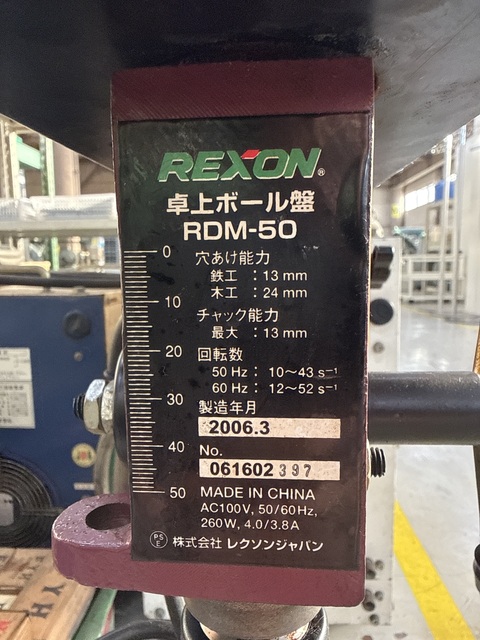 REXON®
卓上ボール盤
RDM-50
0
10
20
30
40
50
穴あけ能力
鉄工 : 13 mm
木工 : 24 mm
チャック能力
最大 : 13 mm
回転数
50 Hz : 10〜43 s⁻¹
60 Hz : 12〜52 s⁻¹
製造年月
2006.3
No.
061602397
MADE IN CHINA
AC100V, 50/60Hz,
260W, 4.0/3.8A
PS E 株式会社 レクソンジャパン